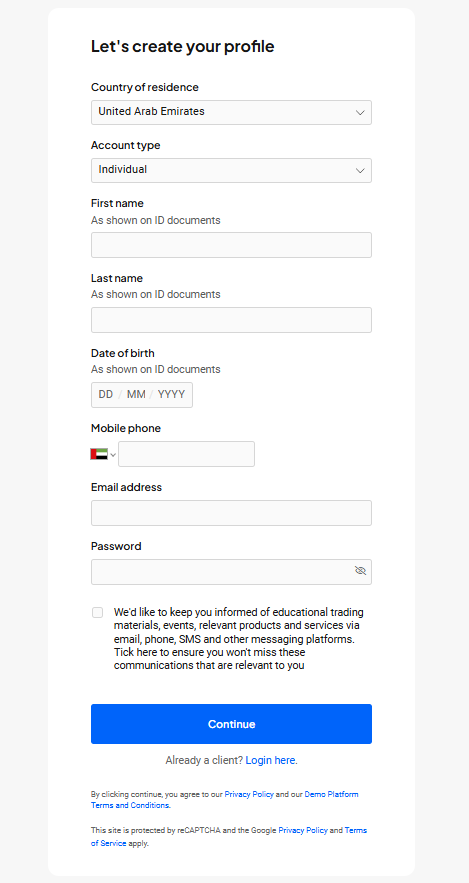 Let's create your profile
Country of residence
United Arab Emirates
Account type
Individual
First name
As shown on ID documents
Last name
As shown on ID documents
Date of birth
As shown on ID documents
DD / MM / YYYY
Mobile phone
Email address
Password
We'd like to keep you informed of educational trading
materials, events, relevant products and services via
email, phone, SMS and other messaging platforms.
Tick here to ensure you won't miss these
communications that are relevant to you
Continue
Already a client? Login here.
By clicking continue, you agree to our Privacy Policy and our Demo Platform
Terms and Conditions.
This site is protected by reCAPTCHA and the Google Privacy Policy and Terms
of Service apply.